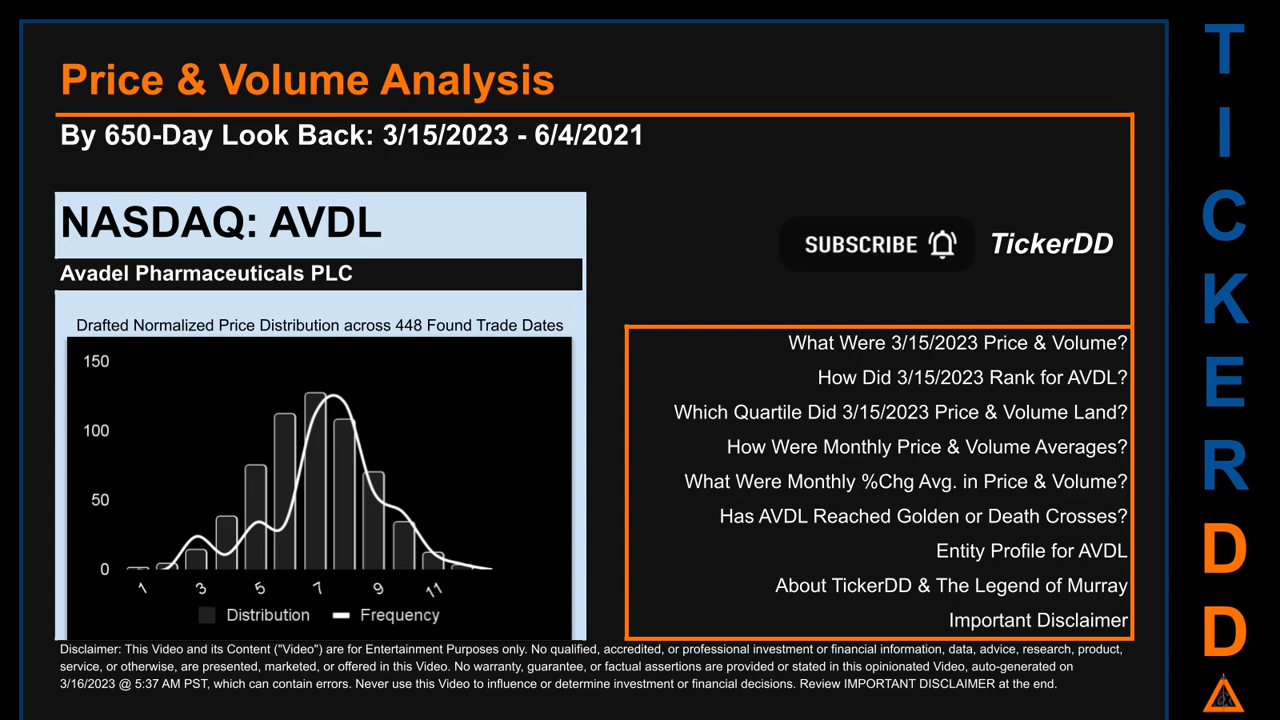 Price & Volume Analysis
By 650-Day Look Back: 3/15/2023 - 6/4/2021
NASDAQ: AVDL
Avadel Pharmaceuticals PLC
Drafted Normalized Price Distribution across 448 Found Trade Dates
150
100
50
0
1 3 5 7 9 11
Distribution Frequency
SUBSCRIBE TickerDD
What Were 3/15/2023 Price & Volume?
How Did 3/15/2023 Rank for AVDL?
Which Quartile Did 3/15/2023 Price & Volume Land?
How Were Monthly Price & Volume Averages?
What Were Monthly %Chg Avg. in Price & Volume?
Has AVDL Reached Golden or Death Crosses?
Entity Profile for AVDL
About TickerDD & The Legend of Murray
Important Disclaimer
Disclaimer: This Video and its Content ("Video") are for Entertainment Purposes only. No qualified, accredited, or professional investment or financial information, data, advice, research, product,
service, or otherwise, are presented, marketed, or offered in this Video. No warranty, guarantee, or factual assertions are provided or stated in this opinionated Video, auto-generated on
3/16/2023 @ 5:37 AM PST, which can contain errors. Never use this Video to influence or determine investment or financial decisions. Review IMPORTANT DISCLAIMER at the end.
TICKERDD